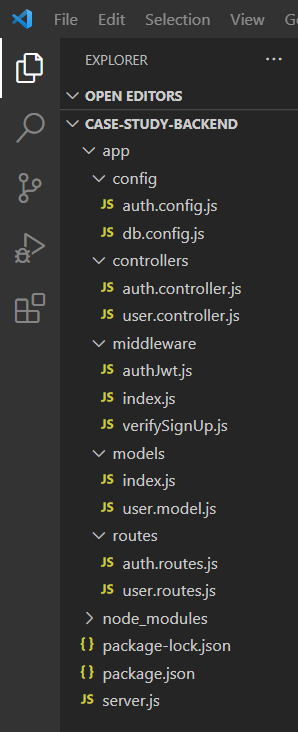 File Edit Selection View
EXPLORER ...
OPEN EDITORS
CASE-STUDY-BACKEND
app
config
JS auth.config.js
JS db.config.js
controllers
JS auth.controller.js
JS user.controller.js
middleware
JS authJwt.js
JS index.js
JS verifySignUp.js
models
JS index.js
JS user.model.js
routes
JS auth.routes.js
JS user.routes.js
node_modules
{ } package-lock.json
{ } package.json
JS server.js